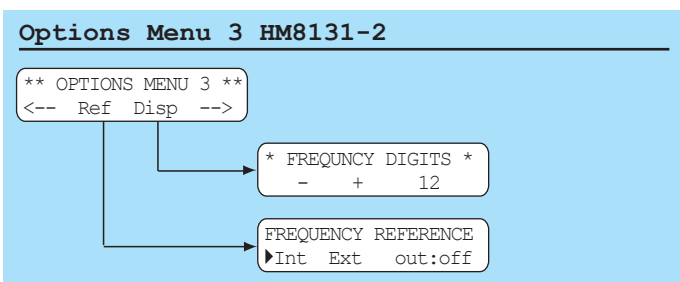 Options Menu 3 HM8131-2
** OPTIONS MENU 3 **
<-- Ref Disp -->
* FREQUNCY DIGITS *
- + 12
FREQUENCY REFERENCE
Int Ext out:off